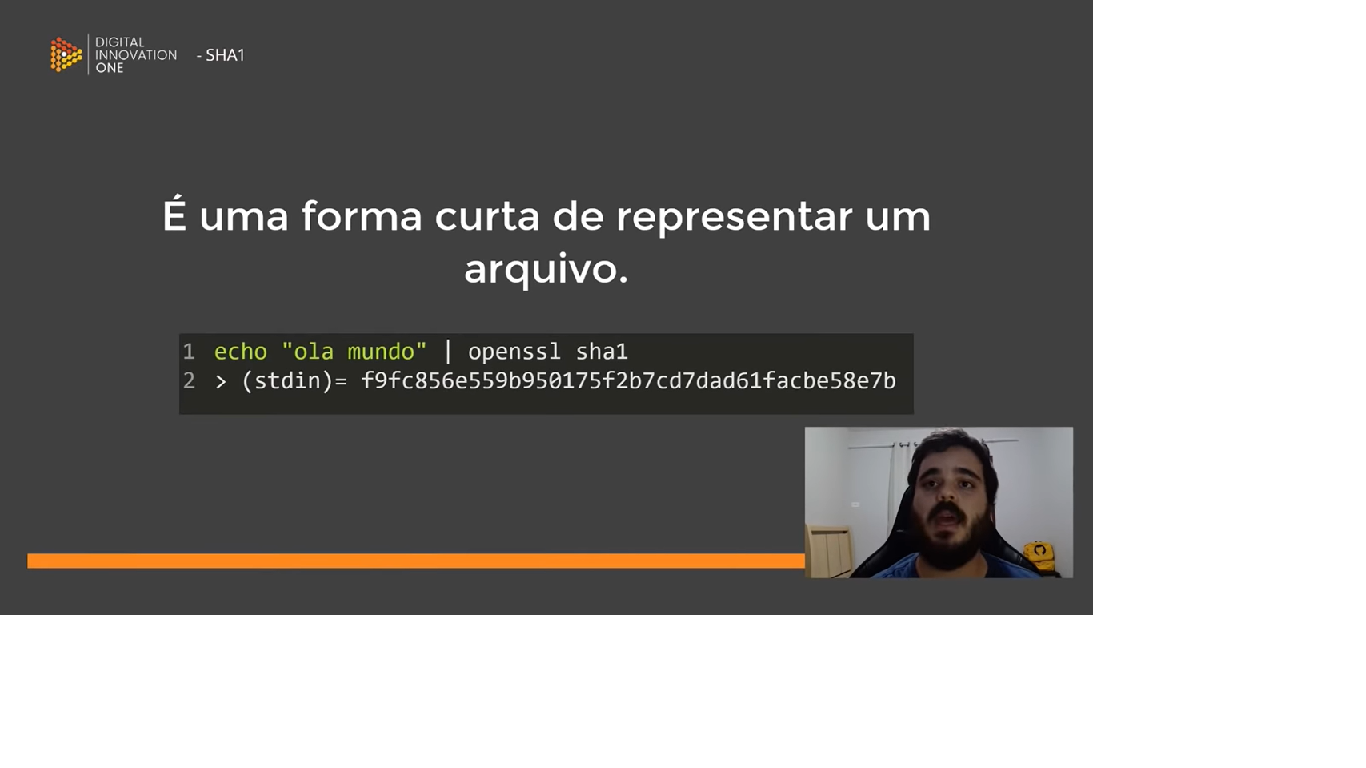 DIGITAL
INNOVATION
ONE
- SHA1
É uma forma curta de representar um
arquivo.
1 echo "ola mundo" | openssl sha1
2 > (stdin)= f9fc856e559b950175f2b7cd7dad61facbe58e7b